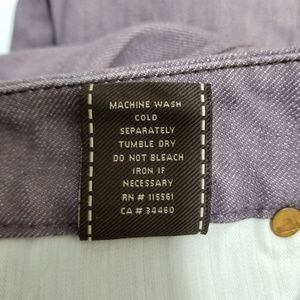 MACHINE WASH
COLD
SEPARATELY
TUMBLE DRY
DO NOT BLEACH
IRON IF
NECESSARY
RN # 115561
CA # 34460